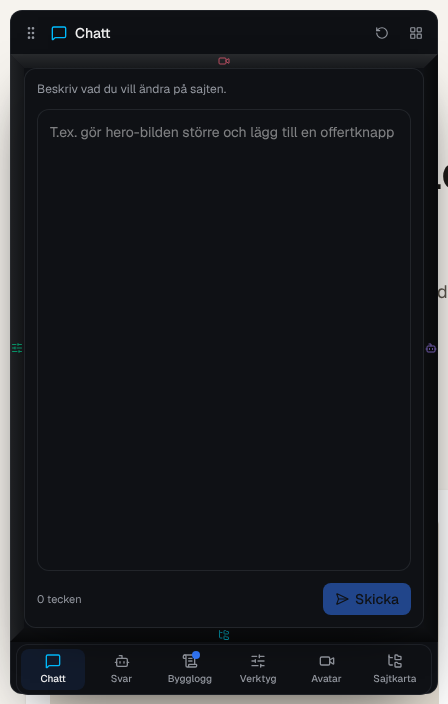 Chatt
Beskriv vad du vill ändra på sajten.
T.ex. gör hero-bilden större och lägg till en offertknapp
d
0 tecken
Skicka
Chatt
Svar
Bygglogg
Verktyg
Avatar
Sajtkarta